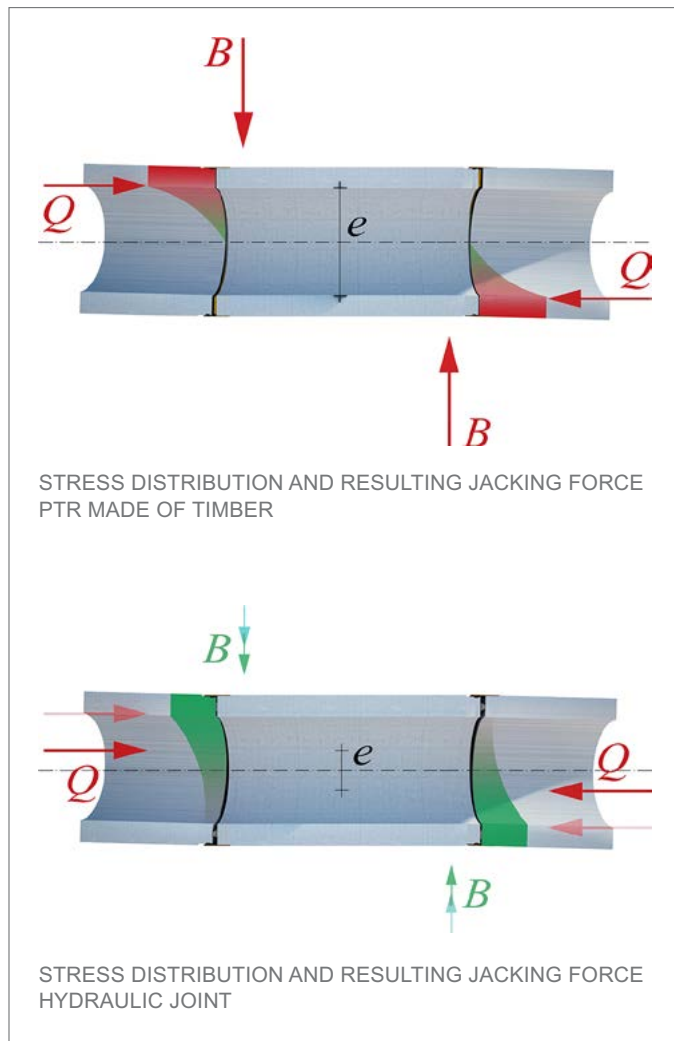 B
Q
e
Q
B
STRESS DISTRIBUTION AND RESULTING JACKING FORCE
PTR MADE OF TIMBER
B
e
Q
Q
B
STRESS DISTRIBUTION AND RESULTING JACKING FORCE
HYDRAULIC JOINT